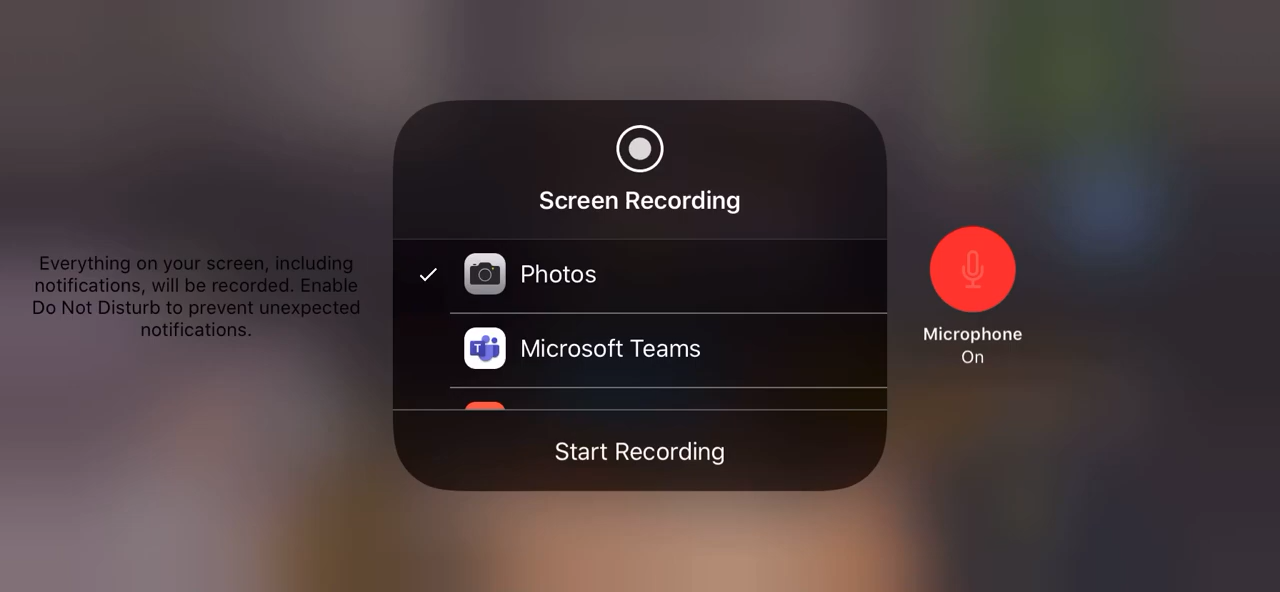 Screen Recording
Everything on your screen, including
notifications, will be recorded. Enable
Do Not Disturb to prevent unexpected
notifications.
Photos
T
Microsoft Teams
Start Recording
Microphone
On